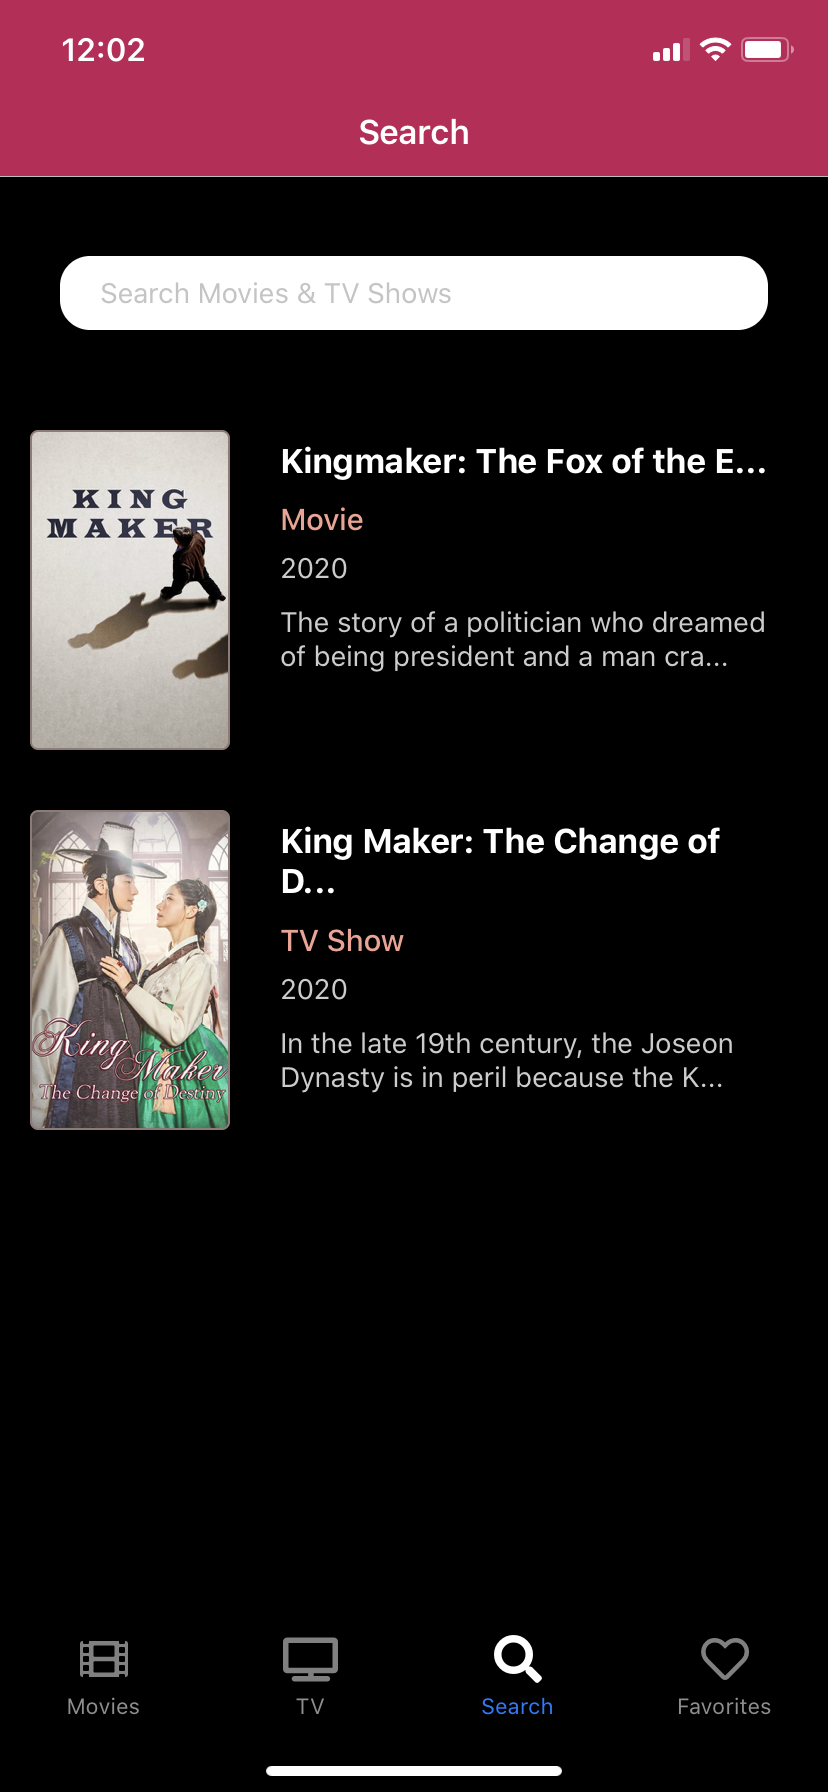 12:02
Search
Search Movies & TV Shows
KING
MAKER
Kingmaker: The Fox of the E...
Movie
2020
The story of a politician who dreamed
of being president and a man cra...
King Maker
The Change of Destiny
King Maker: The Change of
D...
TV Show
2020
In the late 19th century, the Joseon
Dynasty is in peril because the K...
Movies
TV
Search
Favorites